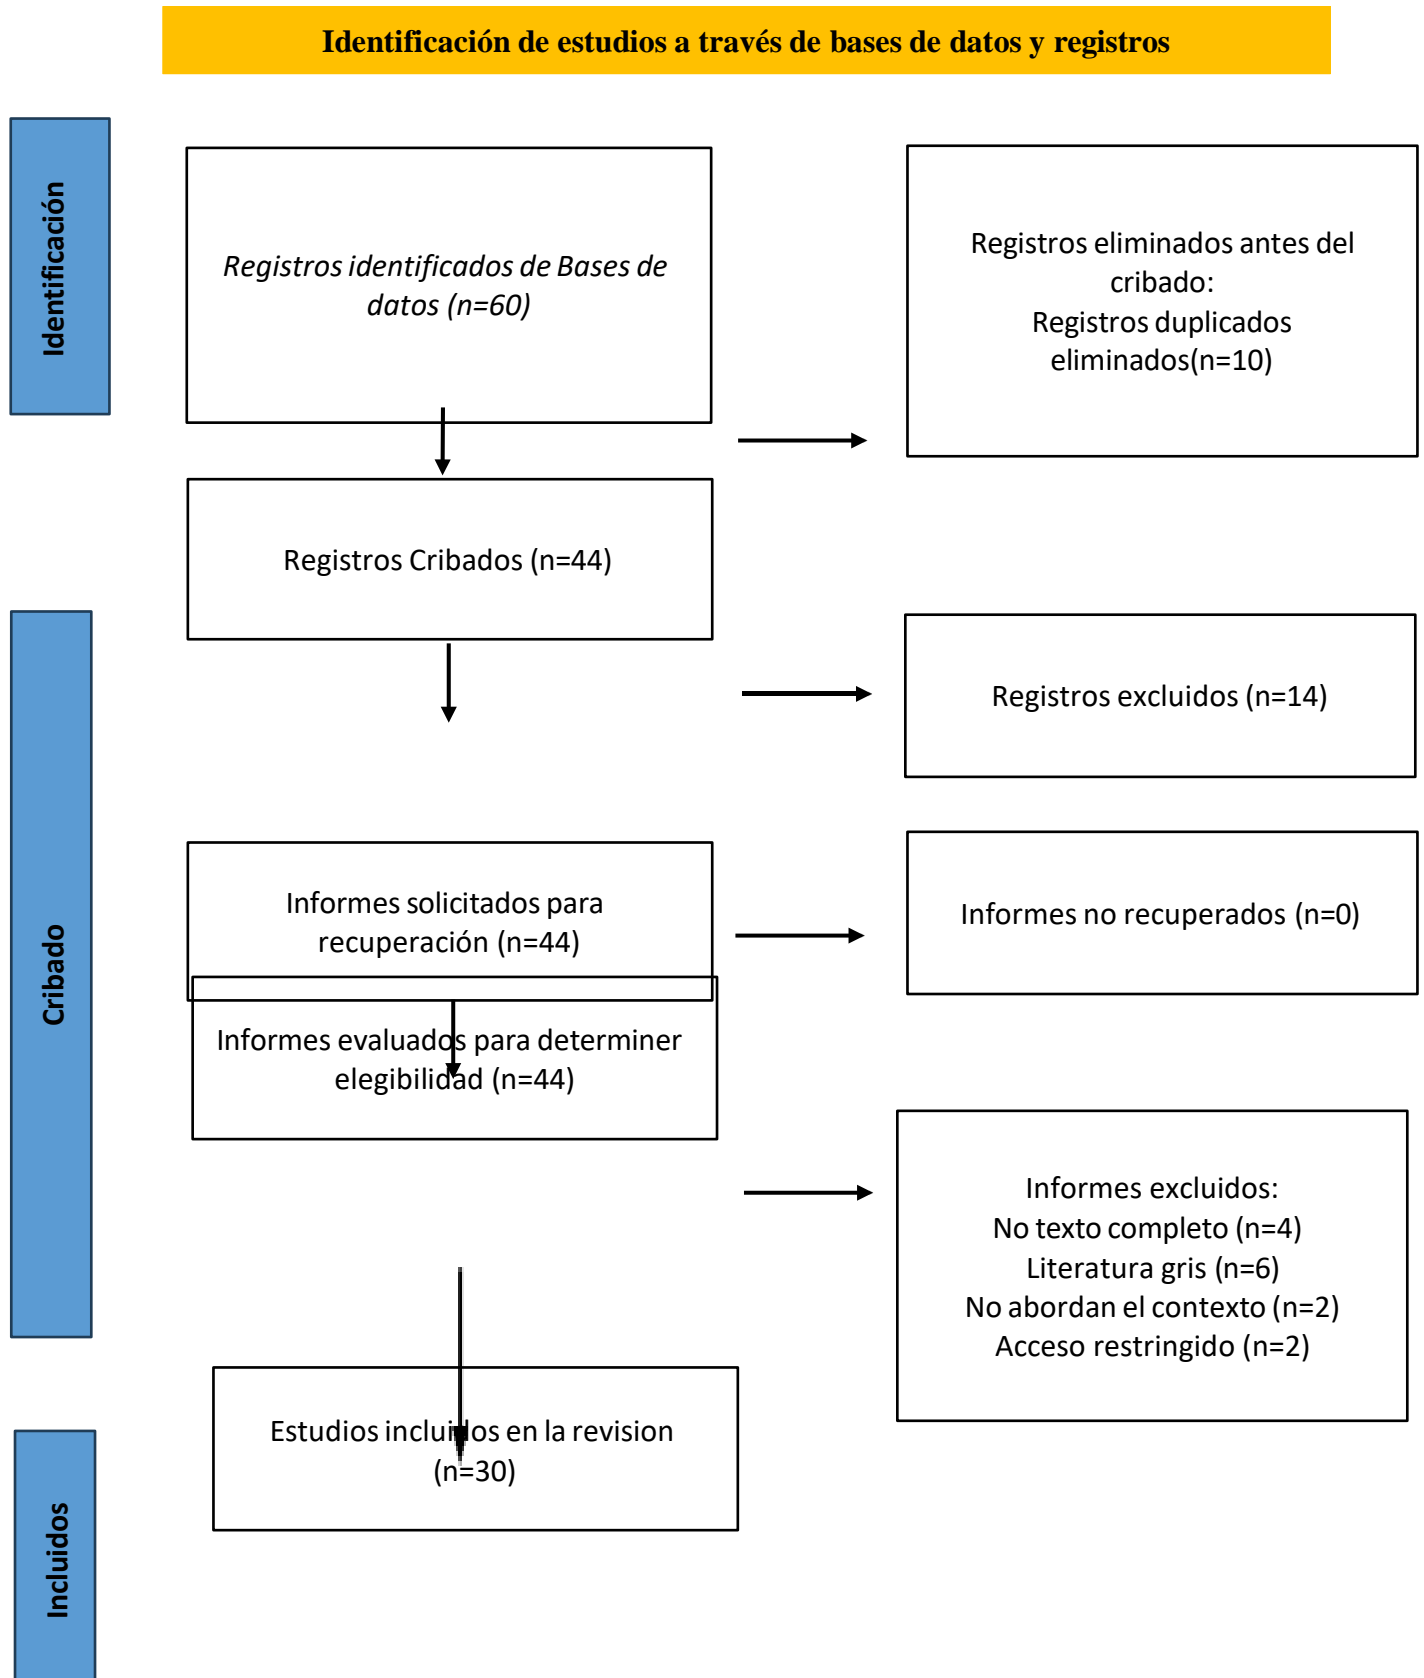 Identificación de estudios a través de bases de datos y registros
Identificación
Registros identificados de Bases de
datos (n=60)
Registros eliminados antes del
cribado:
Registros duplicados
eliminados(n=10)
Registros Cribados (n=44)
Registros excluidos (n=14)
Cribado
Informes solicitados para
recuperación (n=44)
Informes no recuperados (n=0)
Informes evaluados para determiner
elegibilidad (n=44)
Informes excluidos:
No texto completo (n=4)
Literatura gris (n=6)
No abordan el contexto (n=2)
Acceso restringido (n=2)
Incluidos
Estudios incluidos en la revision
(n=30)